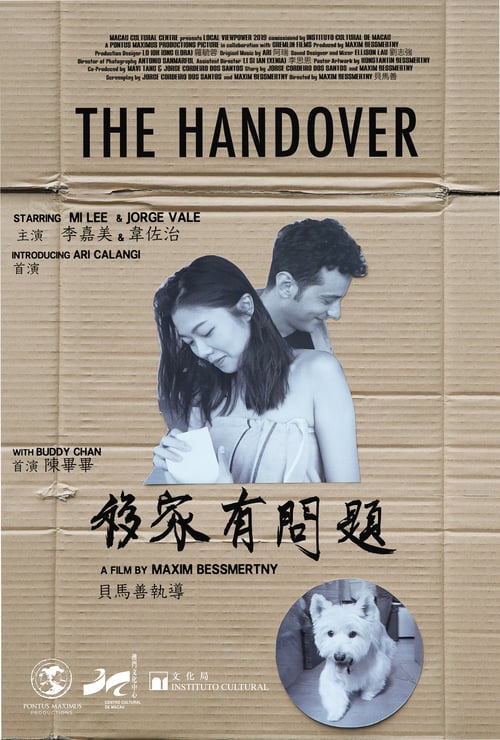 MACAU CULTURAL CENTRE presents LOCAL VIEWPOWER 2019 commissioned by INSTITUTO CULTURAL DE MACAU
A PONTUS MAXIMUS PRODUCTIONS PICTURE in collaboration with GREMLIN FILMS Produced by MAXIM BESSMERTNY
Production Designer LO IOK IONG (LORA) 羅毓蓉 Original Music by ARI 阿瑞 Sound Designer and Mixer ELLISON LAU 劉志強
Director of Photography ANTONIO SANMARFUL Assistant Director LI SI IAN (XENIA) 李思恩 Poster Artwork by KONSTANTIN BESSMERTNY
Co-Produced by MAVI TANG & JORGE CORDEIRO DOS SANTOS Story by JORGE CORDEIRO DOS SANTOS and MAXIM BESSMERTNY
Screenplay by JORGE CORDEIRO DOS SANTOS and MAXIM BESSMERTNY Directed by MAXIM BESSMERTNY 貝馬善
THE HANDOVER
STARRING MI LEE & JORGE VALE
主演 李嘉美 & 韋佐治
INTRODUCING ARI CALANGI
首演
WITH BUDDY CHAN
首演 陳畢畢
移家有問題
A FILM BY MAXIM BESSMERTNY
貝馬善執導
PONTUS MAXIMUS
PRODUCTIONS
澳門文化中心
CENTRO CULTURAL
DE MACAU
文化局
INSTITUTO CULTURAL